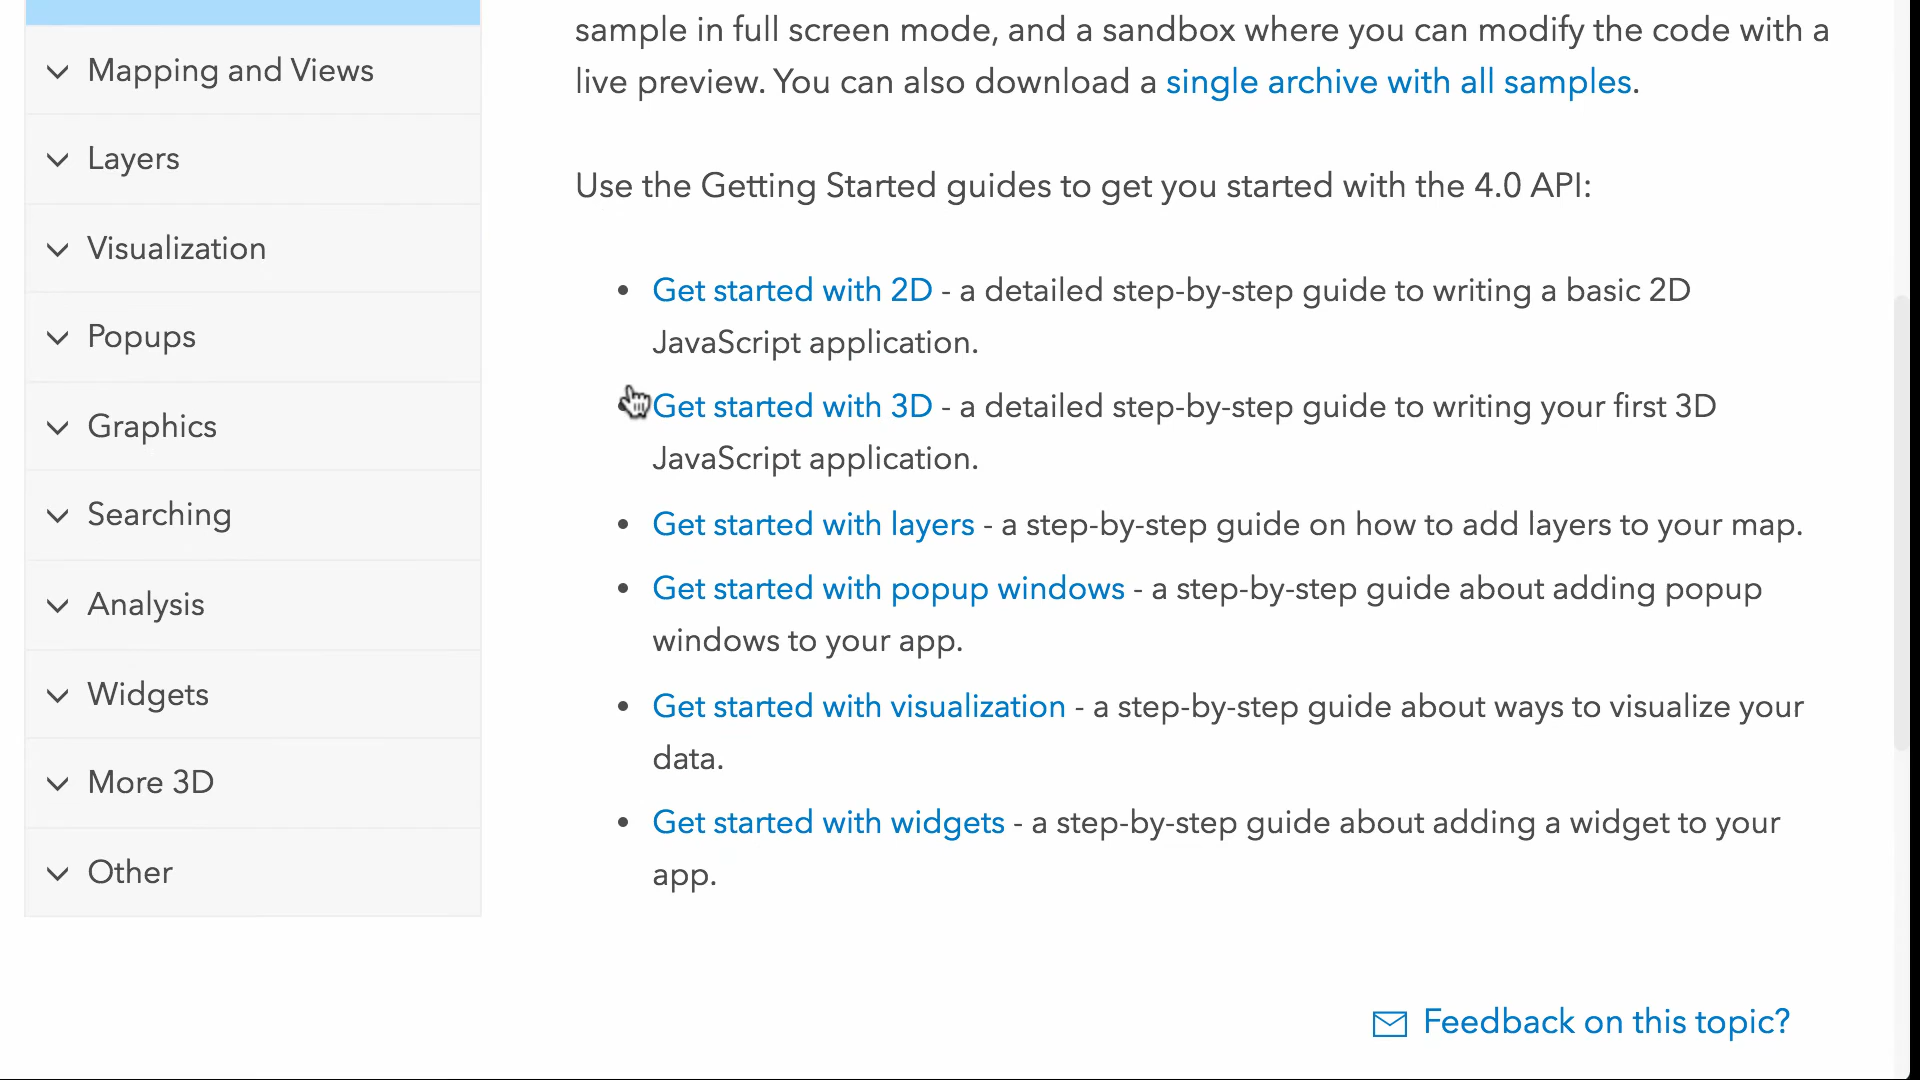 Mapping and Views
Layers
Visualization
Popups
Graphics
Searching
Analysis
Widgets
More 3D
Other
sample in full screen mode, and a sandbox where you can modify the code with a
live preview. You can also download a single archive with all samples.
Use the Getting Started guides to get you started with the 4.0 API:
• Get started with 2D - a detailed step-by-step guide to writing a basic 2D
JavaScript application.
Get started with 3D - a detailed step-by-step guide to writing your first 3D
JavaScript application.
• Get started with layers - a step-by-step guide on how to add layers to your map.
• Get started with popup windows - a step-by-step guide about adding popup
windows to your app.
• Get started with visualization - a step-by-step guide about ways to visualize your
data.
• Get started with widgets - a step-by-step guide about adding a widget to your
app.
Feedback on this topic?